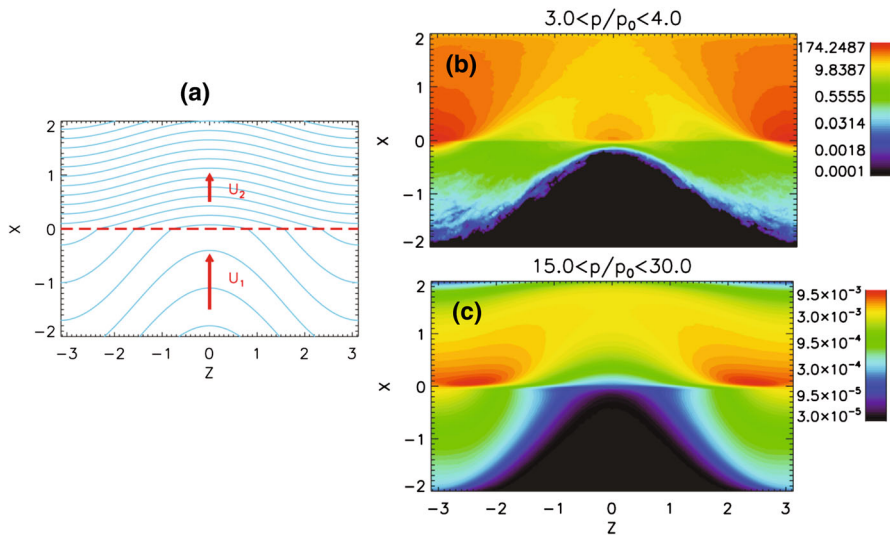 (a)
2
1
0
-1
-2
X
U₂
U₁
-3 -2 -1 0 1 2 3
Z
3.0<p/p₀<4.0
(b)
2
1
0
-1
-2
X
174.2487
9.8387
0.5555
0.0314
0.0018
0.0001
15.0<p/p₀<30.0
(c)
2
1
0
-1
-2
X
-3 -2 -1 0 1 2 3
Z
9.5×10⁻³
3.0×10⁻³
9.5×10⁻⁴
3.0×10⁻⁴
9.5×10⁻⁵
3.0×10⁻⁵